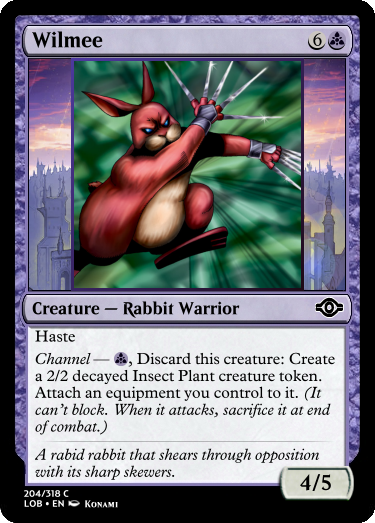 Wilmee 6
Creature — Rabbit Warrior
Haste
Channel — , Discard this creature: Create
a 2/2 decayed Insect Plant creature token.
Attach an equipment you control to it. (It
can't block. When it attacks, sacrifice it at end
of combat.)
A rabid rabbit that shears through opposition
with its sharp skewers.
4/5
204/318 C
LOB • EN Konami